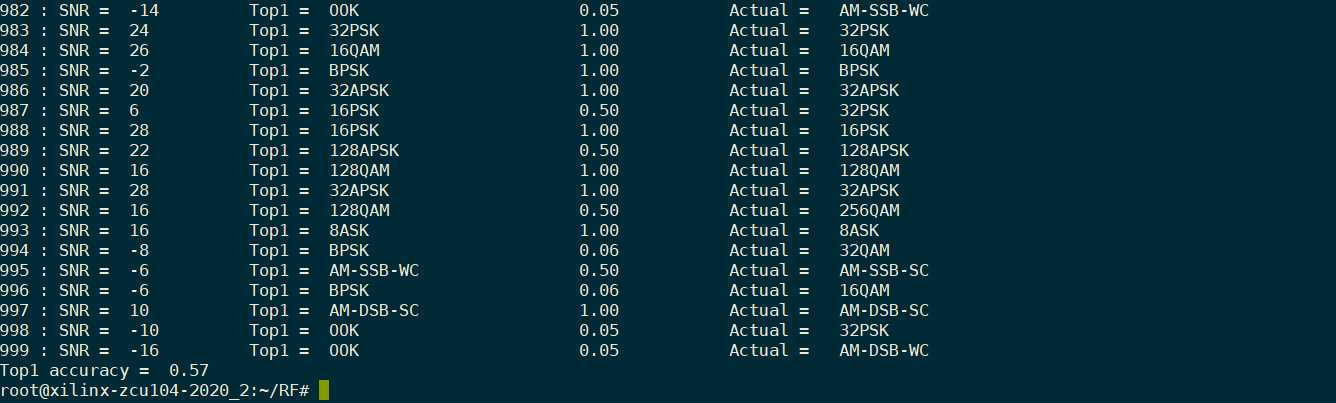 982 : SNR =  -14         Top1 =  OOK                      0.05           Actual =   AM-SSB-WC
983 : SNR =  24          Top1 =  32PSK                    1.00           Actual =   32PSK
984 : SNR =  26          Top1 =  16QAM                    1.00           Actual =   16QAM
985 : SNR =  -2          Top1 =  BPSK                     1.00           Actual =   BPSK
986 : SNR =  20          Top1 =  32APSK                   1.00           Actual =   32APSK
987 : SNR =  6           Top1 =  16PSK                    0.50           Actual =   32PSK
988 : SNR =  28          Top1 =  16PSK                    1.00           Actual =   16PSK
989 : SNR =  22          Top1 =  128APSK                  0.50           Actual =   128APSK
990 : SNR =  16          Top1 =  128QAM                   1.00           Actual =   128QAM
991 : SNR =  28          Top1 =  32APSK                   1.00           Actual =   32APSK
992 : SNR =  16          Top1 =  128QAM                   0.50           Actual =   256QAM
993 : SNR =  16          Top1 =  8ASK                     1.00           Actual =   8ASK
994 : SNR =  -8          Top1 =  BPSK                     0.06           Actual =   32QAM
995 : SNR =  -6          Top1 =  AM-SSB-WC                0.50           Actual =   AM-SSB-SC
996 : SNR =  -6          Top1 =  BPSK                     0.06           Actual =   16QAM
997 : SNR =  10          Top1 =  AM-DSB-SC                1.00           Actual =   AM-DSB-SC
998 : SNR =  -10         Top1 =  OOK                      0.05           Actual =   32PSK
999 : SNR =  -16         Top1 =  OOK                      0.05           Actual =   AM-DSB-WC
Top1 accuracy =  0.57
root@xilinx-zcu104-2020_2:~/RF#